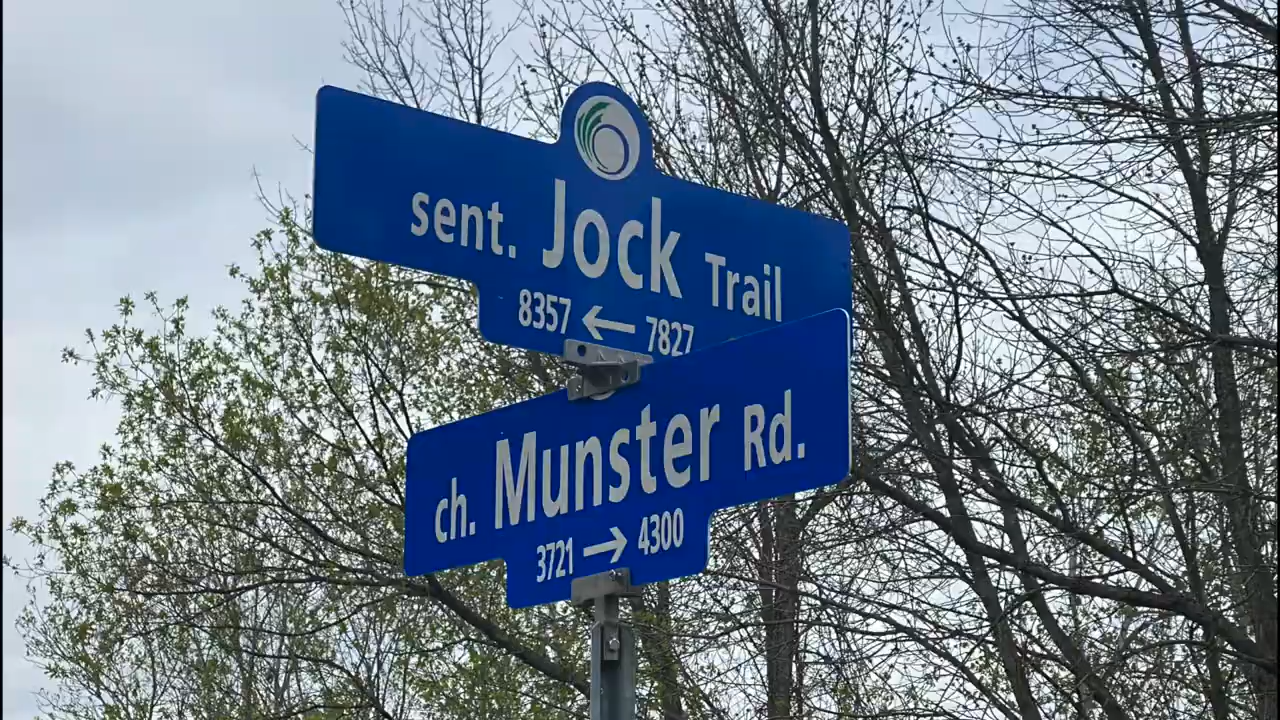 sent. Jock Trail
8357 ← 7827
ch. Munster Rd.
3721 → 4300